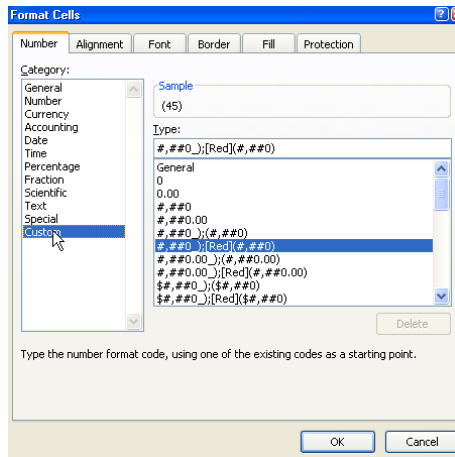 Format Cells
Number Alignment Font Border Fill Protection
Category:
General
Number
Currency
Accounting
Date
Time
Percentage
Fraction
Scientific
Text
Special
Custom
Sample
(45)
Type:
#,##0_);[Red](#,##0)
General
0
0.00
#,##0
#,##0.00
#,##0_);(#,##0)
#,##0_);[Red](#,##0)
#,##0.00_);(#,##0.00)
#,##0.00_);[Red](#,##0.00)
$#,##0_);($#,##0)
$#,##0_);[Red]($#,##0)
Delete
Type the number format code, using one of the existing codes as a starting point.
OK Cancel